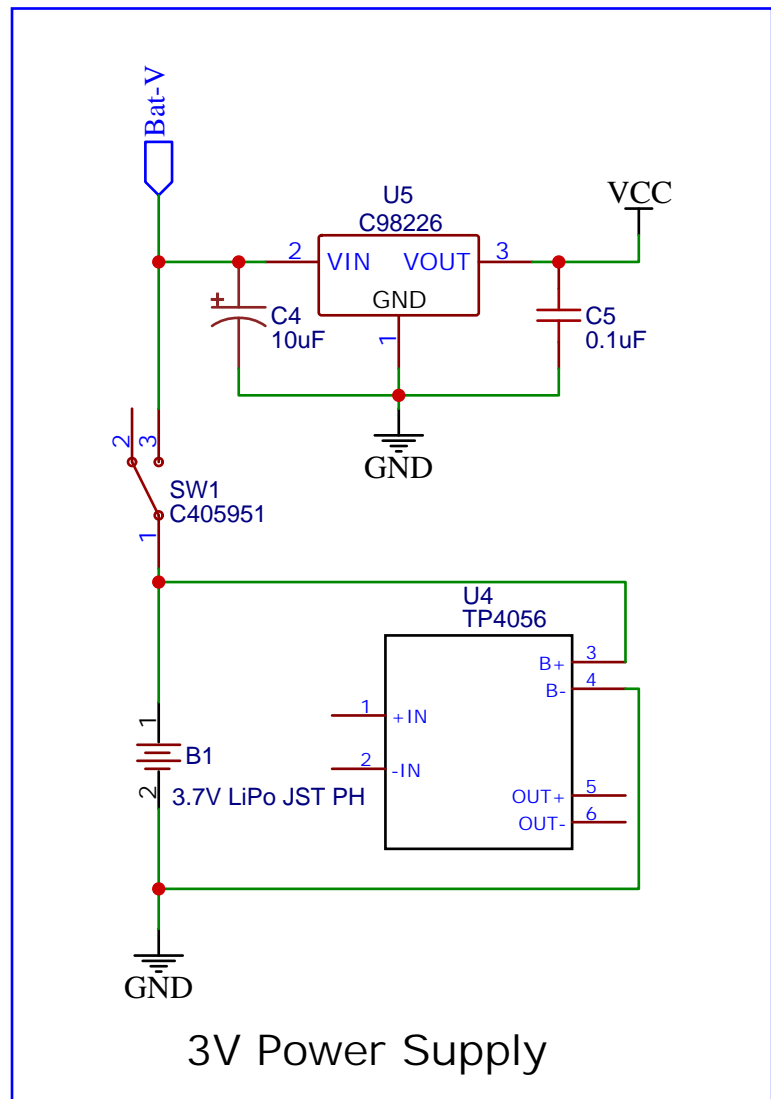 Bat-V
U5
C98226
VCC
2
VIN
VOUT
3
GND
1
C4
10uF
C5
0.1uF
GND
2
3
SW1
C405951
1
U4
TP4056
B+
3
B-
4
1
+IN
2
-IN
OUT+
5
OUT-
6
1
B1
2
3.7V LiPo JST PH
GND
3V Power Supply